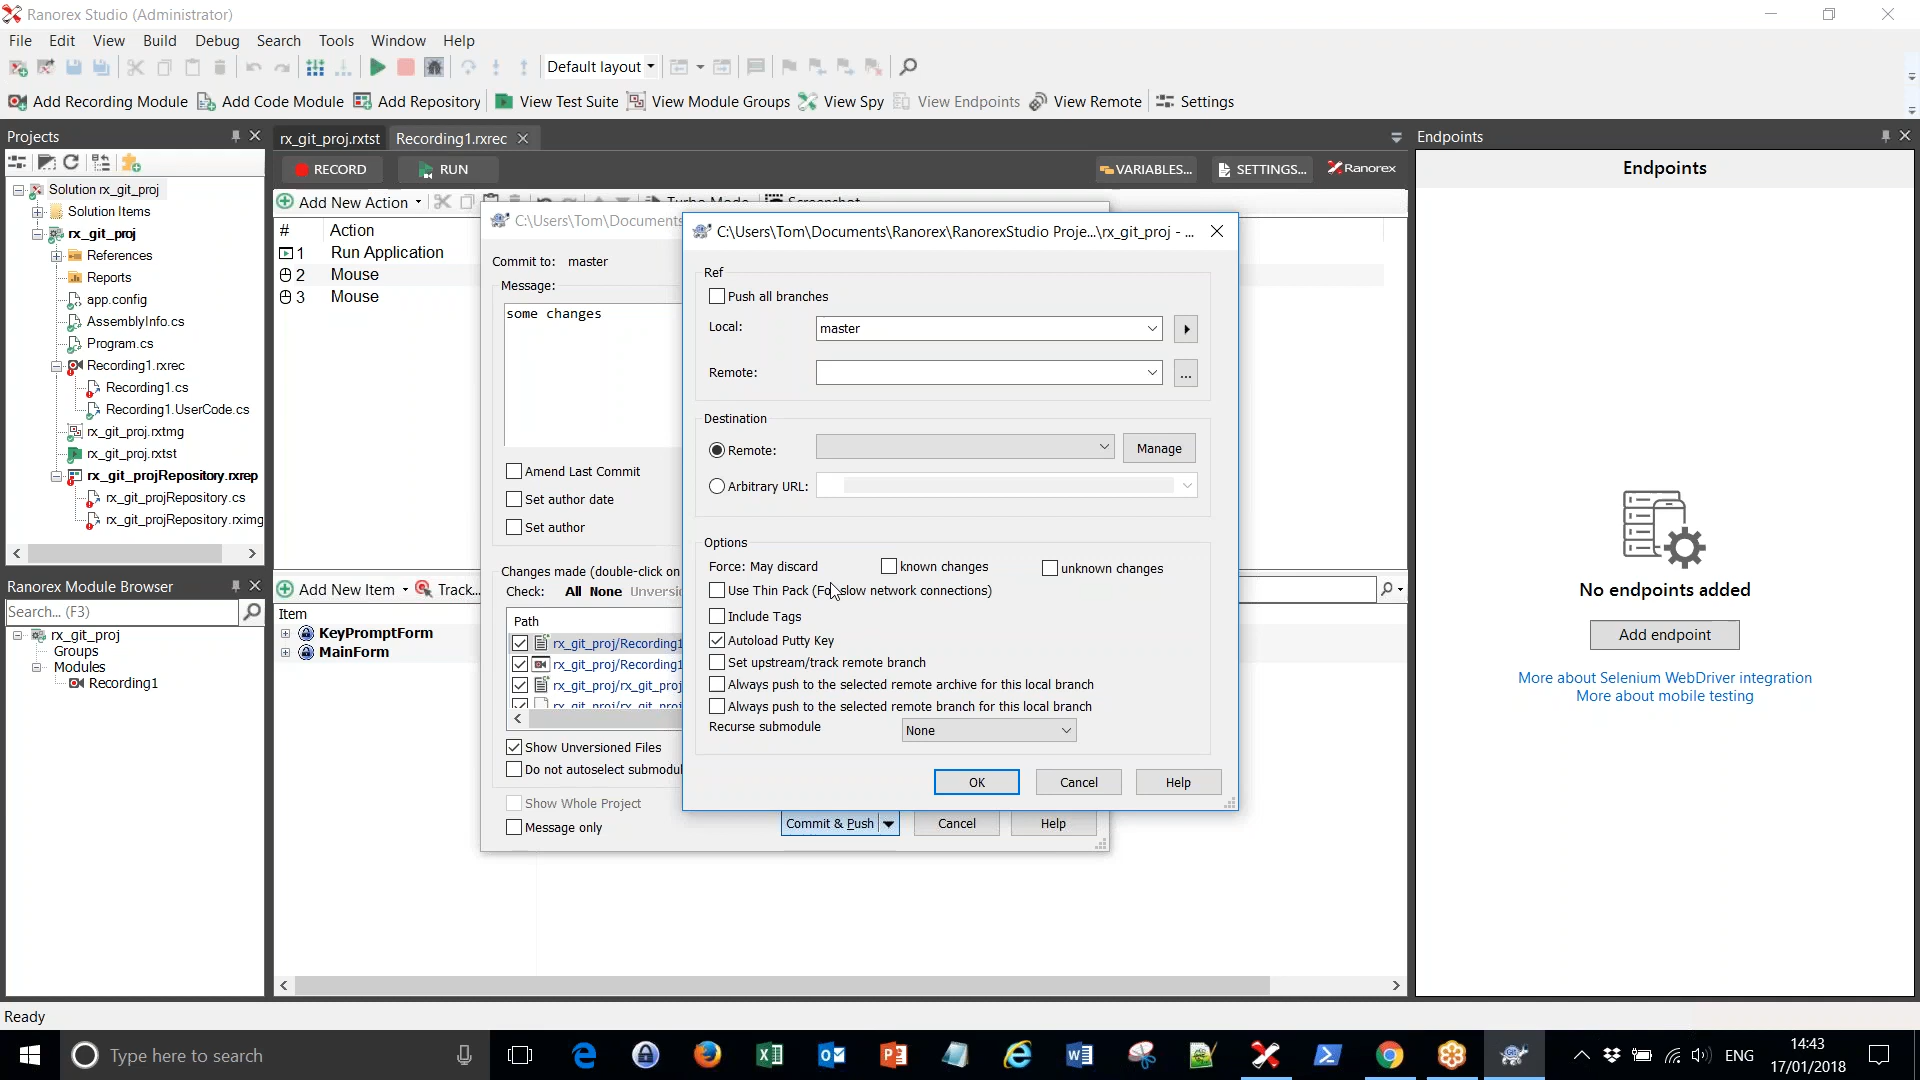 Ranorex Studio (Administrator)
File Edit View Build Debug Search Tools Window Help
Default layout
Add Recording Module Add Code Module Add Repository View Test Suite View Module Groups View Spy View Endpoints View Remote Settings
Projects
Solution rx_git_proj
Solution Items
rx_git_proj
References
Reports
app.config
AssemblyInfo.cs
Program.cs
Recording1.rxrec
Recording1.cs
Recording1.UserCode.cs
rx_git_proj.rxtmg
rx_git_proj.rxtst
rx_git_projRepository.rxrep
rx_git_projRepository.cs
rx_git_projRepository.rximg
Ranorex Module Browser
Search... (F3)
rx_git_proj
Groups
Modules
Recording1
rx_git_proj.rxtst Recording1.rxrec
RECORD RUN VARIABLES... SETTINGS... Ranorex
Add New Action Turbo Mode Screenshot
# Action
1 Run Application
2 Mouse
3 Mouse
Add New Item Track...
Item
KeyPromptForm
MainForm
C:\Users\Tom\Documents
Commit to: master
Message:
some changes
Amend Last Commit
Set author date
Set author
Changes made (double-click on
Check: All None Unversi
Path
rx_git_proj/Recording1
rx_git_proj/Recording1
rx_git_proj/rx_git_proj
rx_git_proj/rx_git_proj
Show Unversioned Files
Do not autoselect submodul
Show Whole Project
Message only
Commit & Push Cancel Help
C:\Users\Tom\Documents\Ranorex\RanorexStudio Proje...\rx_git_proj - ...
Ref
Push all branches
Local: master
Remote: ...
Destination
Remote: Manage
Arbitrary URL:
Options
Force: May discard known changes unknown changes
Use Thin Pack (Fo slow network connections)
Include Tags
Autoload Putty Key
Set upstream/track remote branch
Always push to the selected remote archive for this local branch
Always push to the selected remote branch for this local branch
Recurse submodule None
OK Cancel Help
Endpoints
Endpoints
No endpoints added
Add endpoint
More about Selenium WebDriver integration
More about mobile testing
Ready
Type here to search
ENG
14:43
17/01/2018